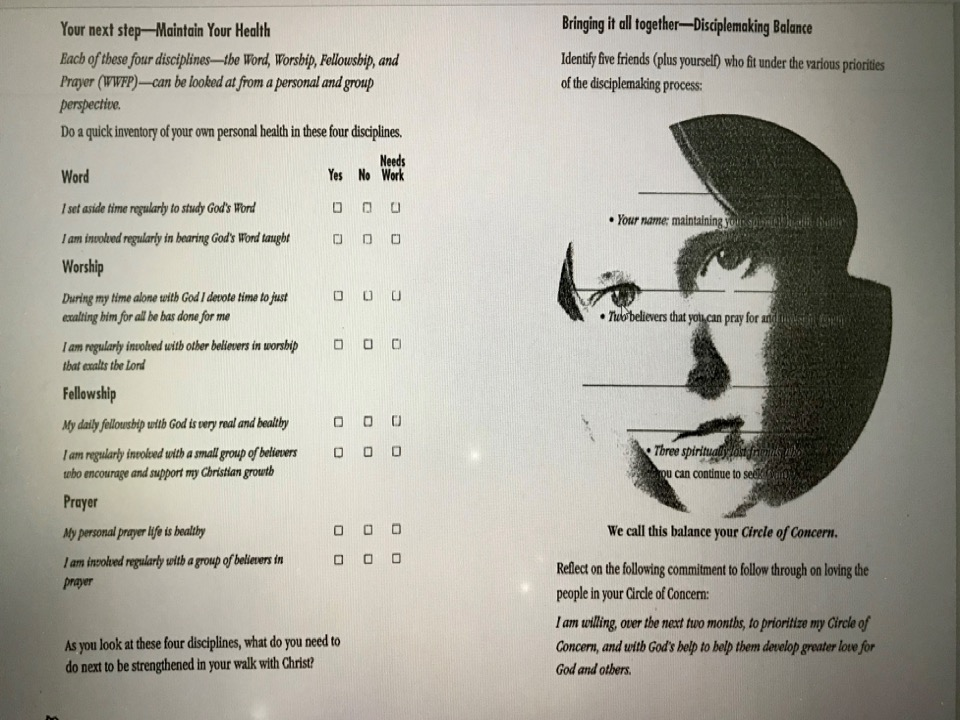 Your next step—Maintain Your Health
Each of these four disciplines—the Word, Worship, Fellowship, and
Prayer (WWFP)—can be looked at from a personal and group
perspective.
Do a quick inventory of your own personal health in these four disciplines.
Word Yes No Needs Work
I set aside time regularly to study God's Word
I am involved regularly in hearing God's Word taught
Worship
During my time alone with God I devote time to just
exalting him for all he has done for me
I am regularly involved with other believers in worship
that exalts the Lord
Fellowship
My daily fellowship with God is very real and healthy
I am regularly involved with a small group of believers
who encourage and support my Christian growth
Prayer
My personal prayer life is healthy
I am involved regularly with a group of believers in
prayer
As you look at these four disciplines, what do you need to
do next to be strengthened in your walk with Christ?
Bringing it all together—Disciplemaking Balance
Identify five friends (plus yourself) who fit under the various priorities
of the disciplemaking process:
• Your name: maintaining
• Two believers that you can pray for and
• Three spiritually lost
you can continue to
We call this balance your Circle of Concern.
Reflect on the following commitment to follow through on loving the
people in your Circle of Concern:
I am willing, over the next two months, to prioritize my Circle of
Concern, and with God's help to help them develop greater love for
God and others.